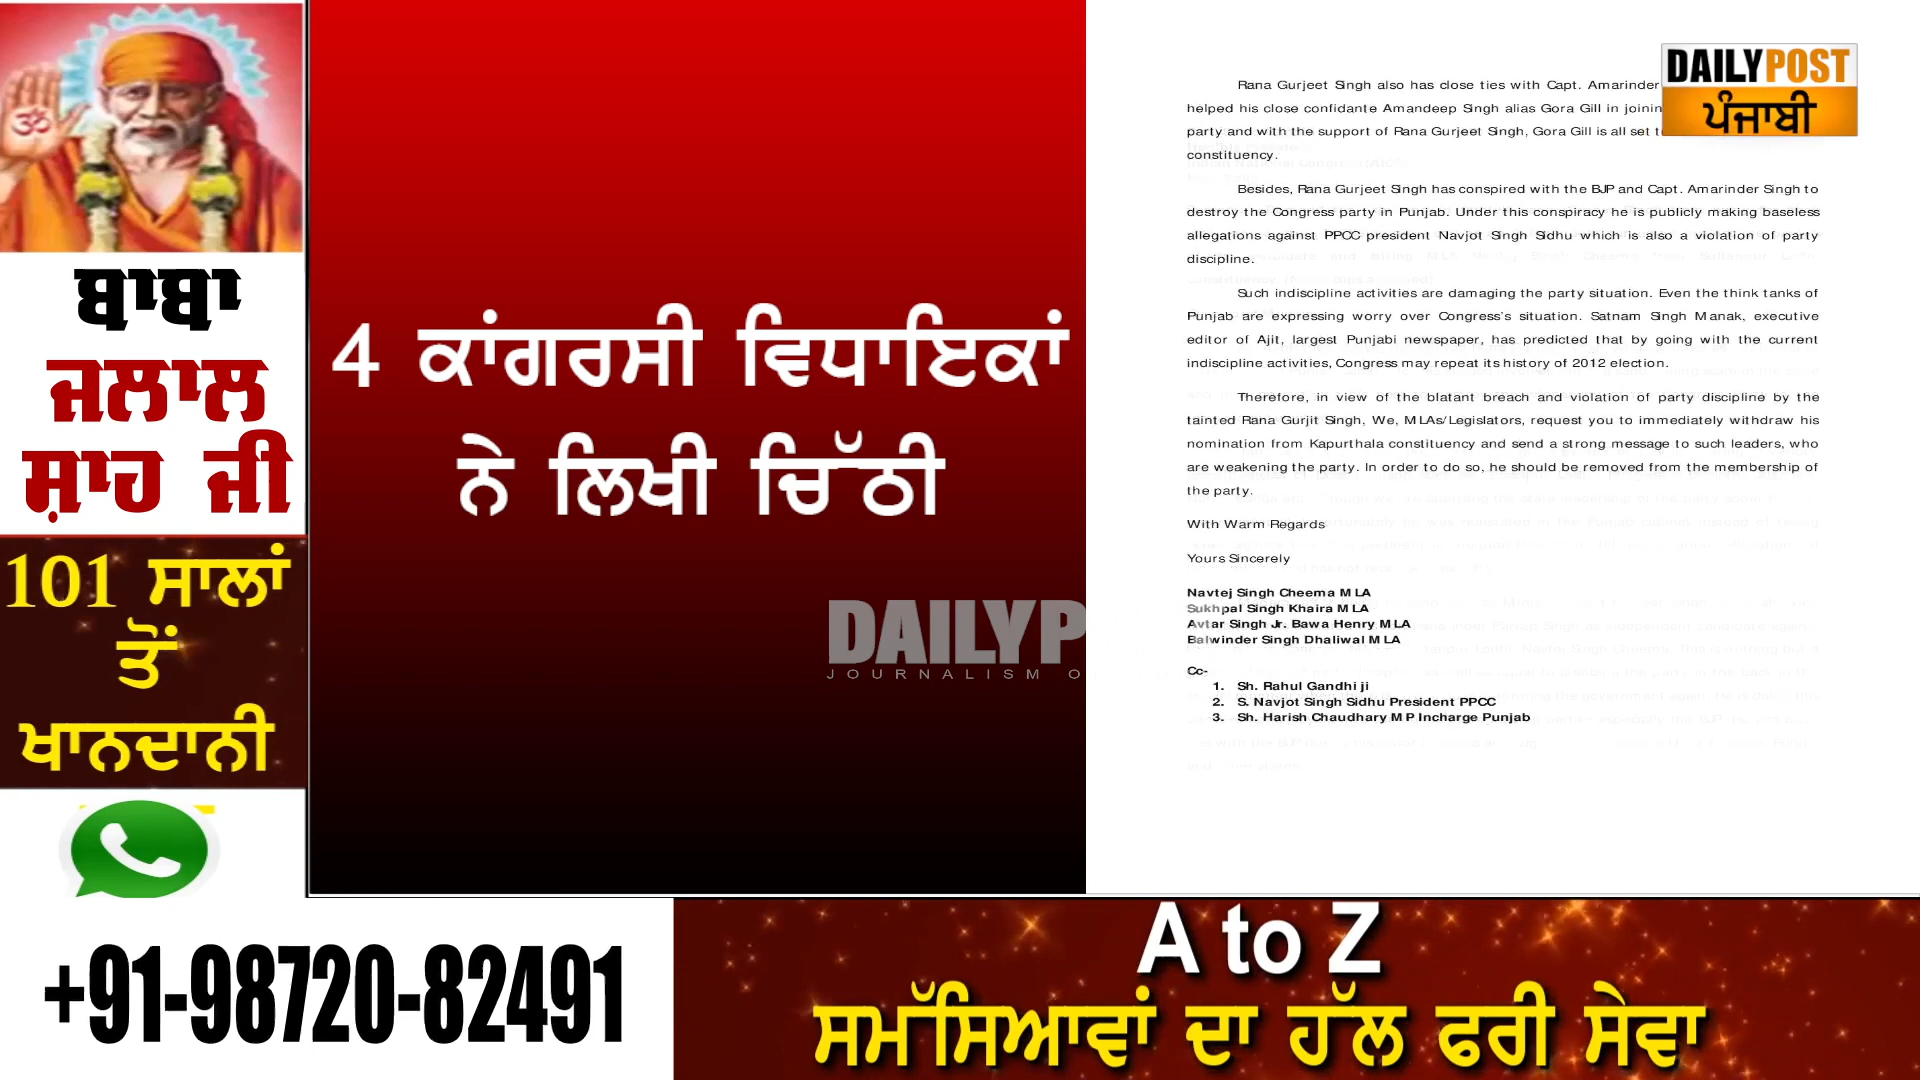 ਬਾਬਾ
ਜਲਾਲ
ਸ਼ਾਹ ਜੀ
101 ਸਾਲਾਂ
ਤੋਂ
ਖਾਨਦਾਨੀ
+91-98720-82491
4 ਕਾਂਗਰਸੀ ਵਿਧਾਇਕਾਂ
ਨੇ ਲਿਖੀ ਚਿੱਠੀ
DAILYP
JOURNALISM O
DAILYPOST
ਪੰਜਾਬੀ
Rana Gurjeet Singh also has close ties with Capt. Amarinder
helped his close confidante Amandeep Singh alias Gora Gill in joinin
party and with the support of Rana Gurjeet Singh, Gora Gill is all set t
constituency.
Besides, Rana Gurjeet Singh has conspired with the BJP and Capt. Amarinder Singh to
destroy the Congress party in Punjab. Under this conspiracy he is publicly making baseless
allegations against PPCC president Navjot Singh Sidhu which is also a violation of party
discipline.
Such indiscipline activities are damaging the party situation. Even the think tanks of
Punjab are expressing worry over Congress's situation. Satnam Singh Manak, executive
editor of Ajit, largest Punjabi newspaper, has predicted that by going with the current
indiscipline activities, Congress may repeat its history of 2012 election.
Therefore, in view of the blatant breach and violation of party discipline by the
tainted Rana Gurjit Singh, We, MLAs/Legislators, request you to immediately withdraw his
nomination from Kapurthala constituency and send a strong message to such leaders, who
are weakening the party. In order to do so, he should be removed from the membership of
the party.
With Warm Regards
Yours Sincerely
Navtej Singh Cheema MLA
Sukhpal Singh Khaira MLA
Avtar Singh Jr. Bawa Henry MLA
Balwinder Singh Dhaliwal MLA
Cc-
1. Sh. Rahul Gandhi ji
2. S. Navjot Singh Sidhu President PPCC
3. Sh. Harish Chaudhary MP Incharge Punjab
A to Z
ਸਮੱਸਿਆਵਾਂ ਦਾ ਹੱਲ ਫਰੀ ਸੇਵਾ